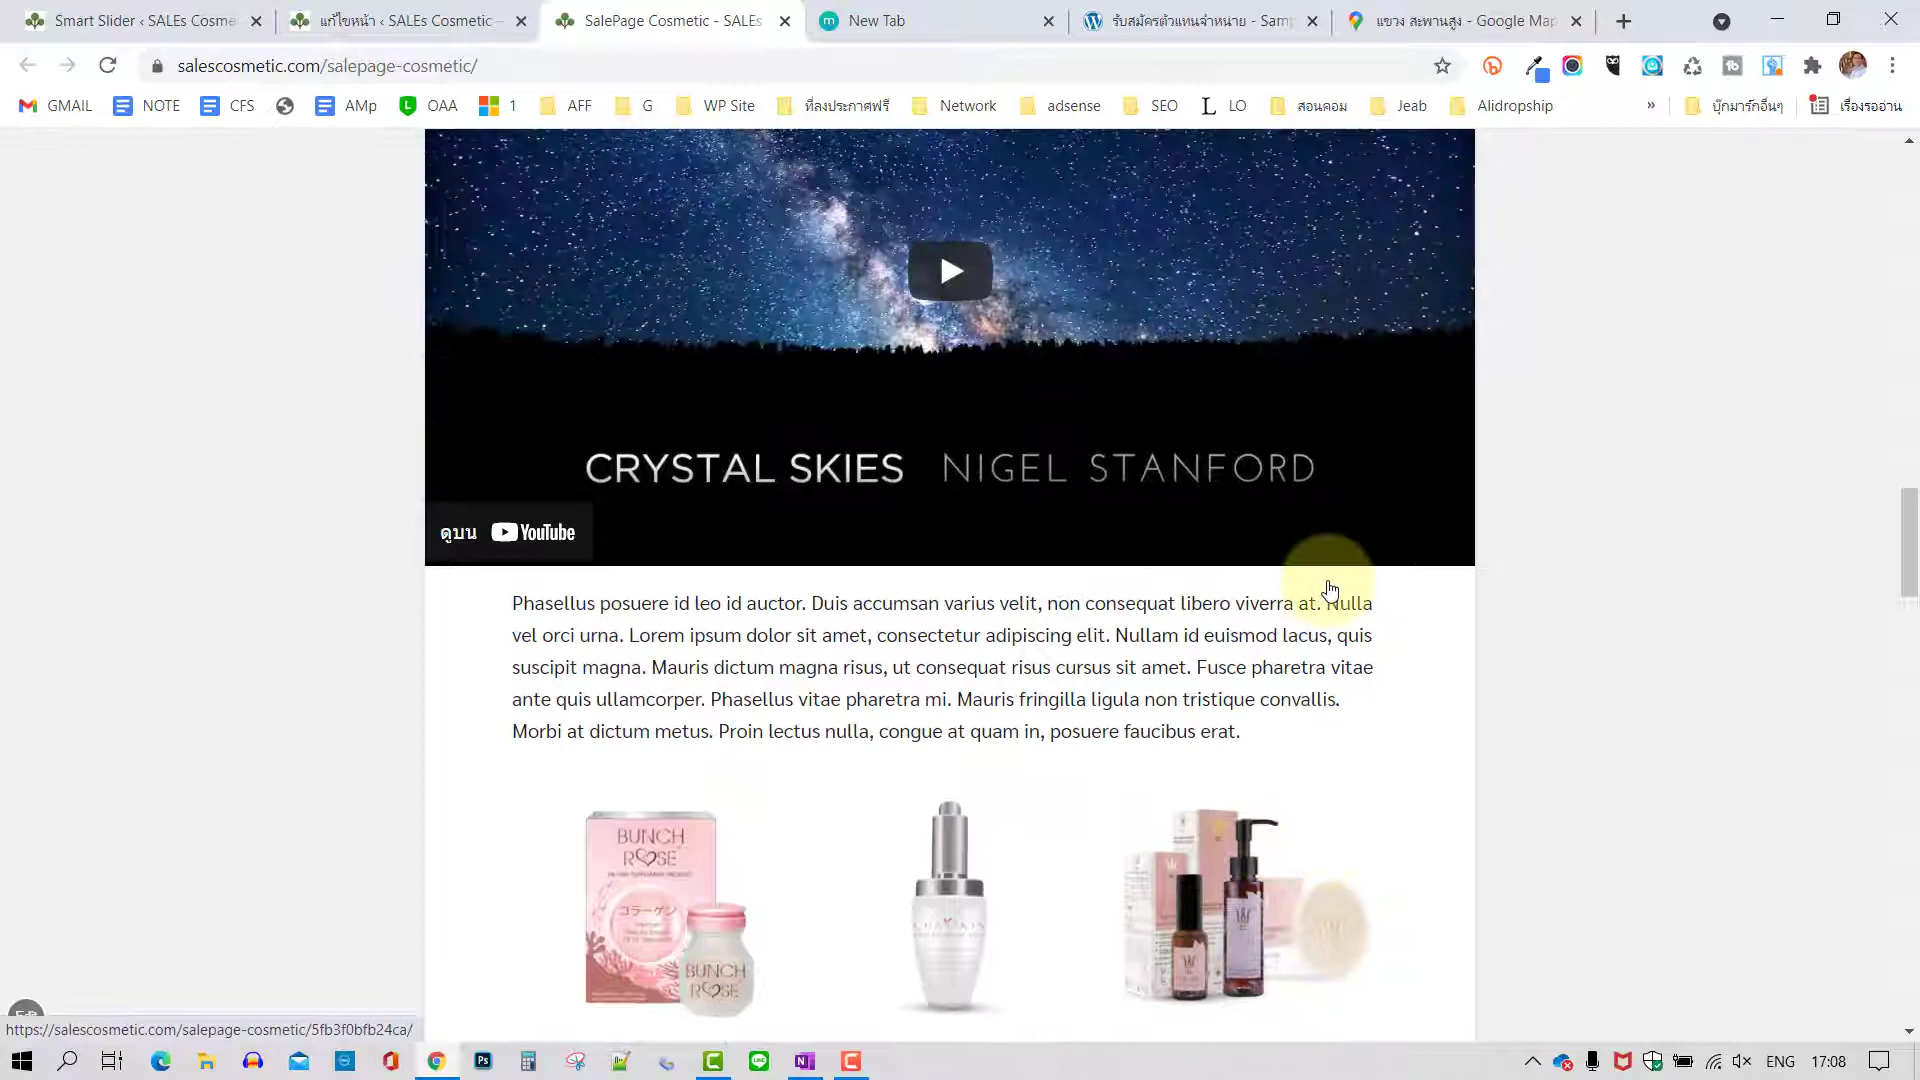 Smart Slider ‹ SALEs Cosme
แก้ไขหน้า ‹ SALEs Cosmetic —
SalePage Cosmetic - SALEs
New Tab
รับสมัครตัวแทนจำหน่าย - Sam
แขวง สะพานสูง - Google Map
salescosmetic.com/salepage-cosmetic/
GMAIL
NOTE
CFS
AMp
OAA
1
AFF
G
WP Site
ที่ลงประกาศฟรี
Network
adsense
SEO
LO
สอนคอม
Jeab
Alidropship
»
บุ๊กมาร์กอื่นๆ
เรื่องรออ่าน
CRYSTAL SKIES NIGEL STANFORD
ดูบน YouTube
Phasellus posuere id leo id auctor. Duis accumsan varius velit, non consequat libero viverra at. Nulla
vel orci urna. Lorem ipsum dolor sit amet, consectetur adipiscing elit. Nullam id euismod lacus, quis
suscipit magna. Mauris dictum magna risus, ut consequat risus cursus sit amet. Fusce pharetra vitae
ante quis ullamcorper. Phasellus vitae pharetra mi. Mauris fringilla ligula non tristique convallis.
Morbi at dictum metus. Proin lectus nulla, congue at quam in, posuere faucibus erat.
BUNCH
ROSE
コラーゲン
BUNCH
ROSE
https://salescosmetic.com/salepage-cosmetic/5fb3f0bfb24ca/
ENG
17:08